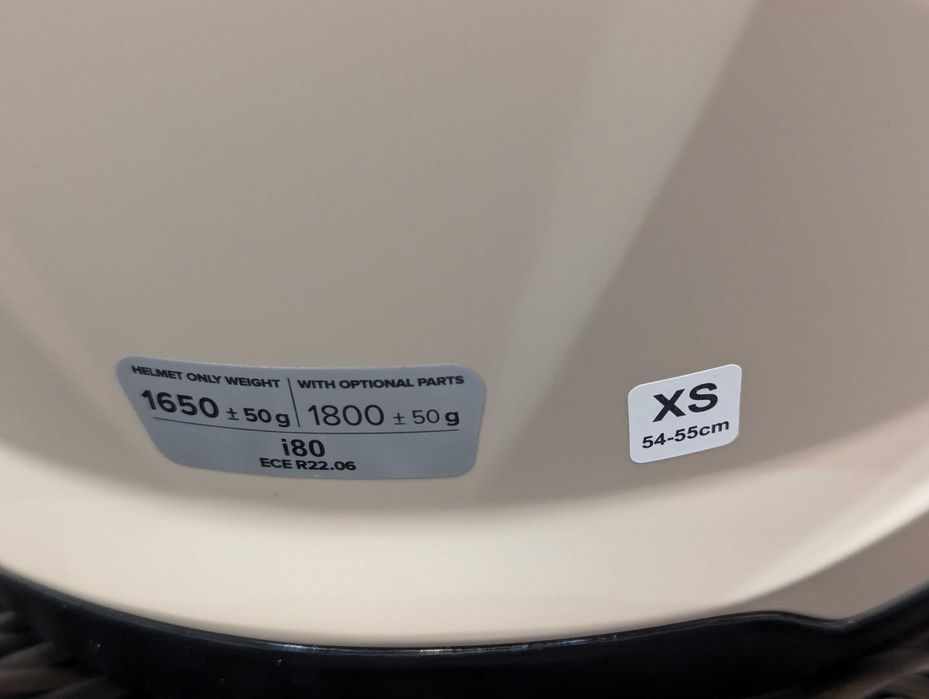 HELMET ONLY WEIGHT | WITH OPTIONAL PARTS
1650 ± 50 g | 1800 ± 50 g
i80
ECE R22.06
XS
54-55cm